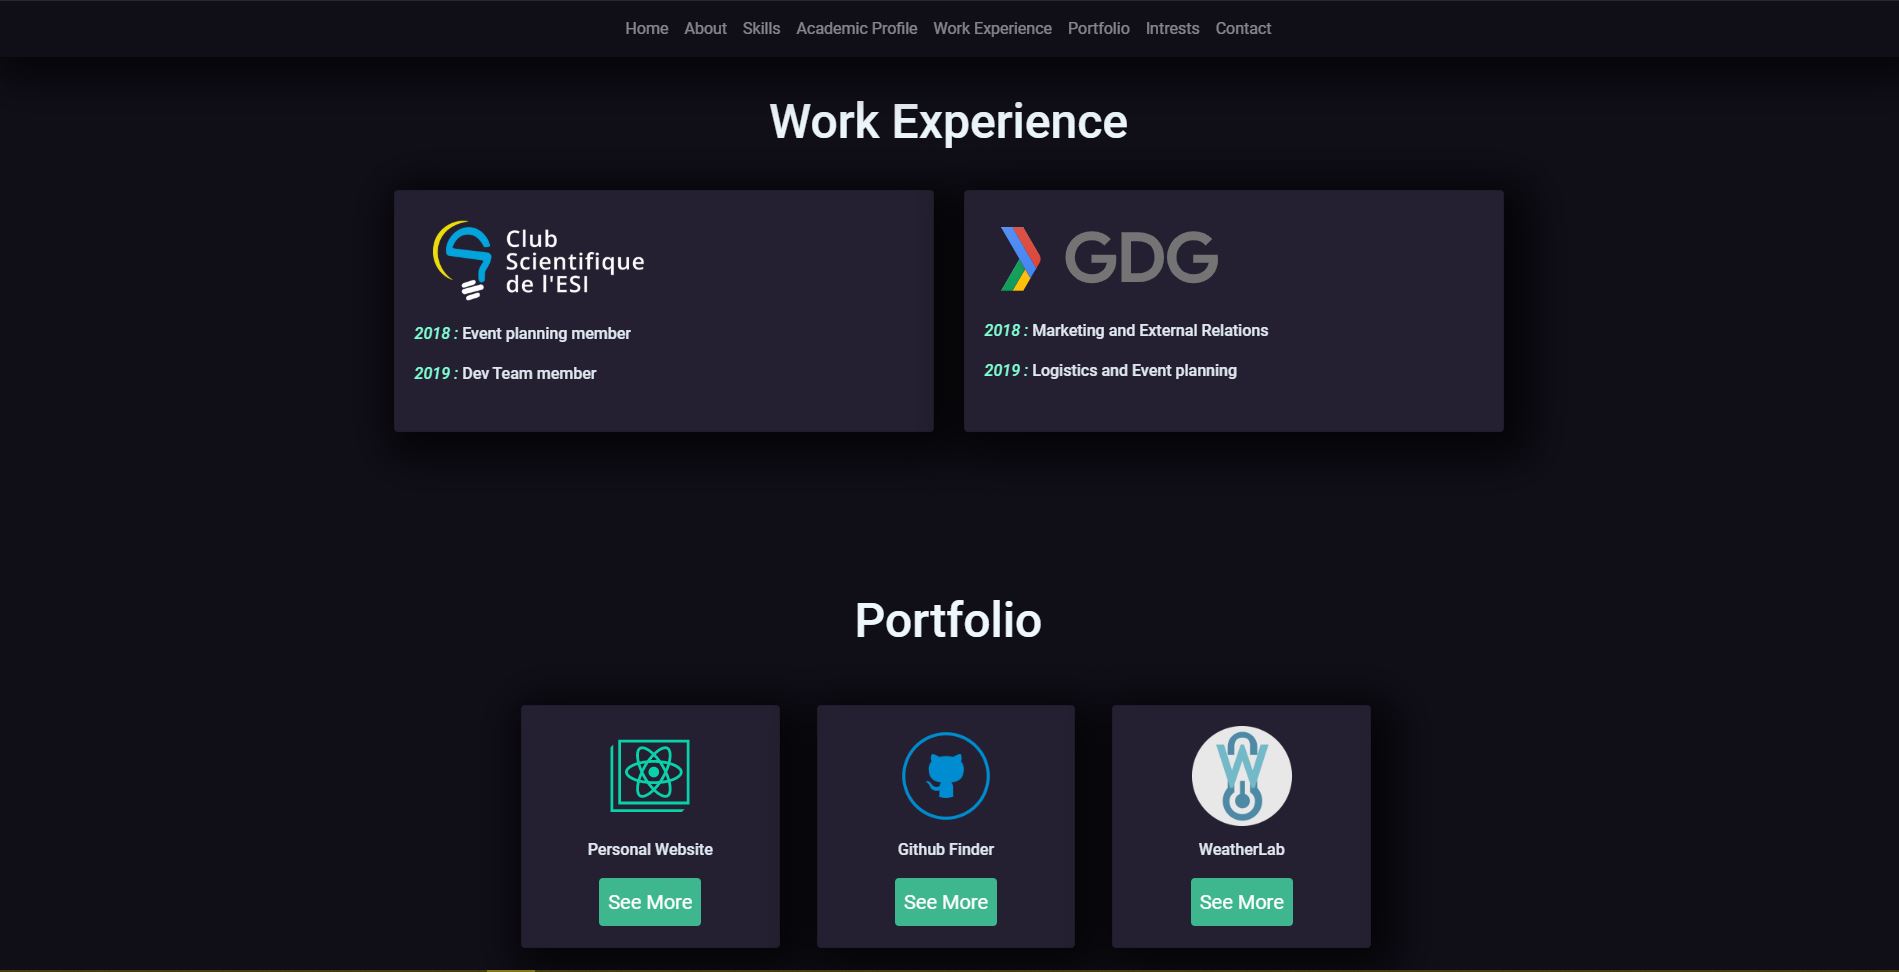 Home About Skills Academic Profile Work Experience Portfolio Intrests Contact
Work Experience
Club
Scientifique
de l'ESI
2018 : Event planning member
2019 : Dev Team member
GDG
2018 : Marketing and External Relations
2019 : Logistics and Event planning
Portfolio
Personal Website
See More
Github Finder
See More
W
WeatherLab
See More